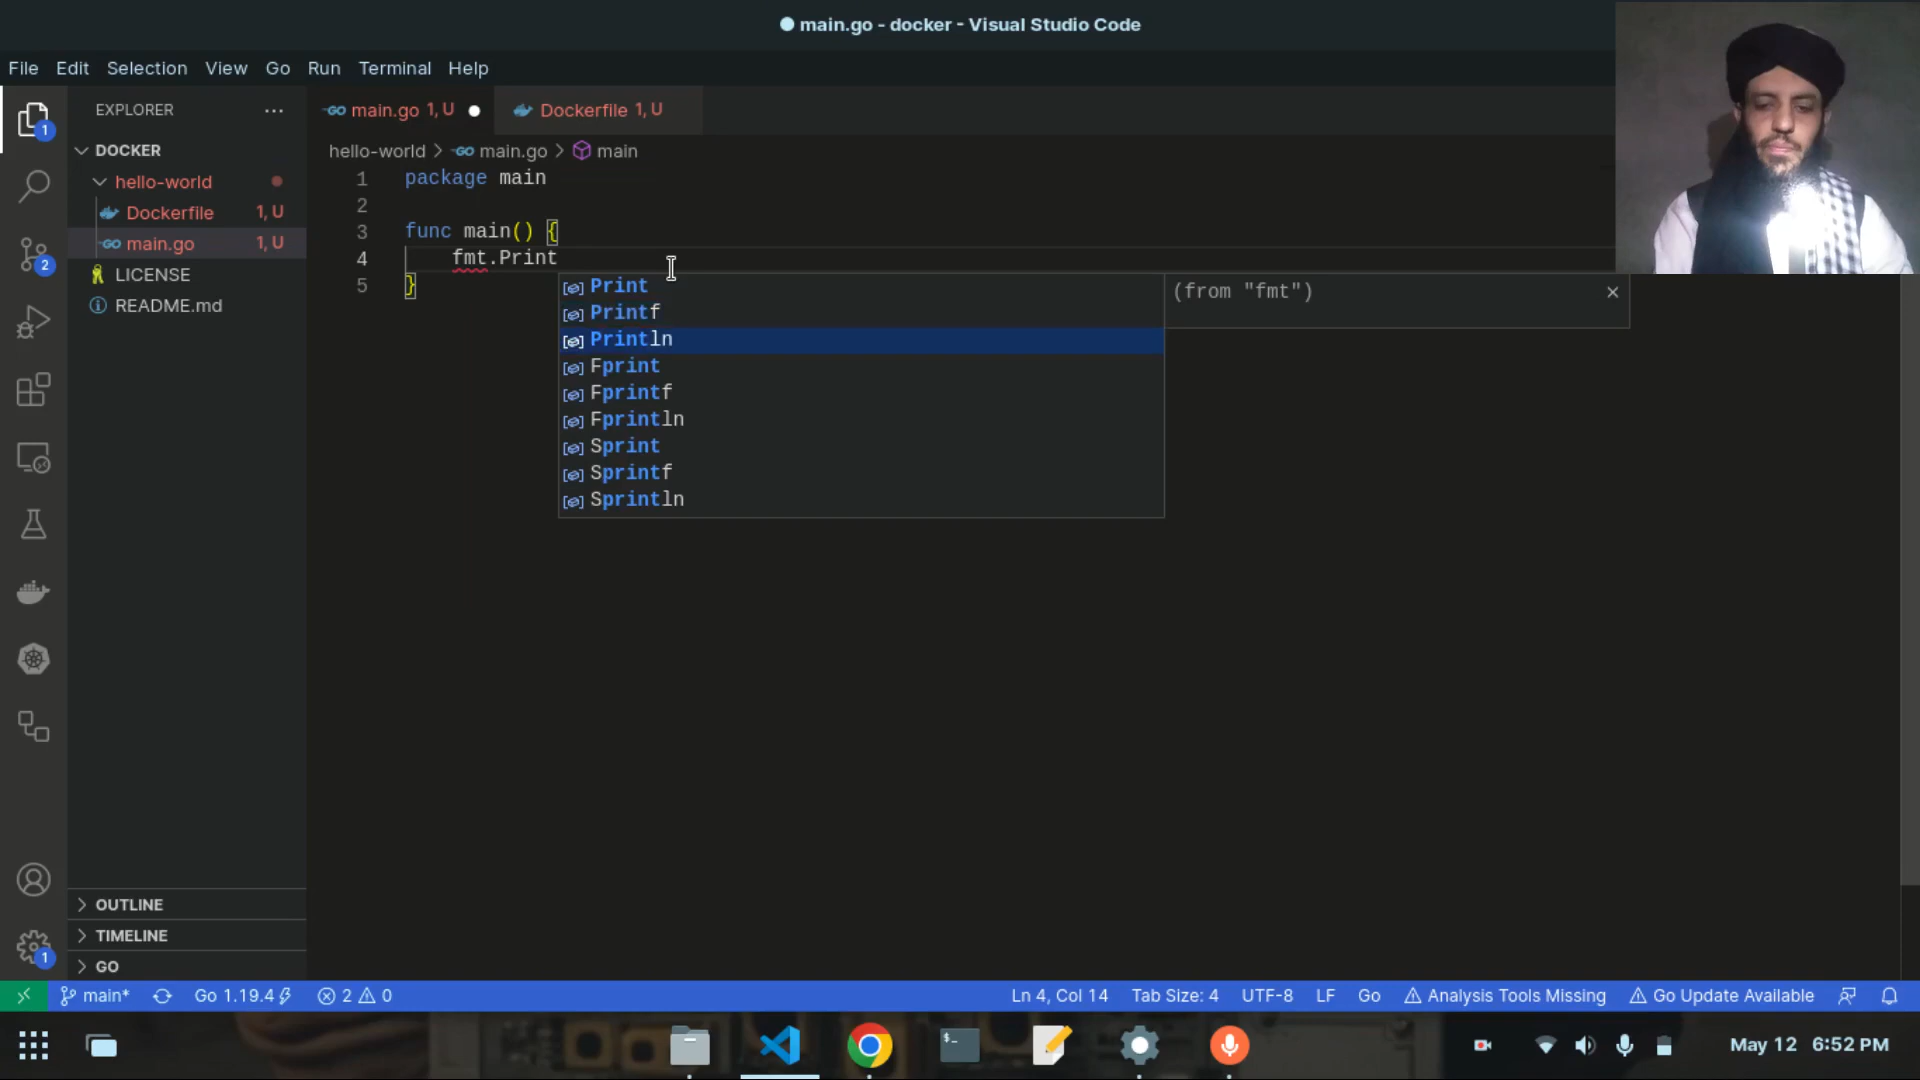 main.go - docker - Visual Studio Code
File Edit Selection View Go Run Terminal Help
EXPLORER
main.go 1, U
Dockerfile 1, U
DOCKER
hello-world > main.go > main
hello-world
Dockerfile 1, U
main.go 1, U
LICENSE
README.md
1 package main
2
3 func main() {
4 fmt.Print
5 }
Print
Printf
Println
Fprint
Fprintf
Fprintln
Sprint
Sprintf
Sprintln
(from "fmt")
1
2
OUTLINE
TIMELINE
GO
1
main* Go 1.19.4 2 0 Ln 4, Col 14 Tab Size: 4 UTF-8 LF Go Analysis Tools Missing Go Update Available
May 12 6:52 PM